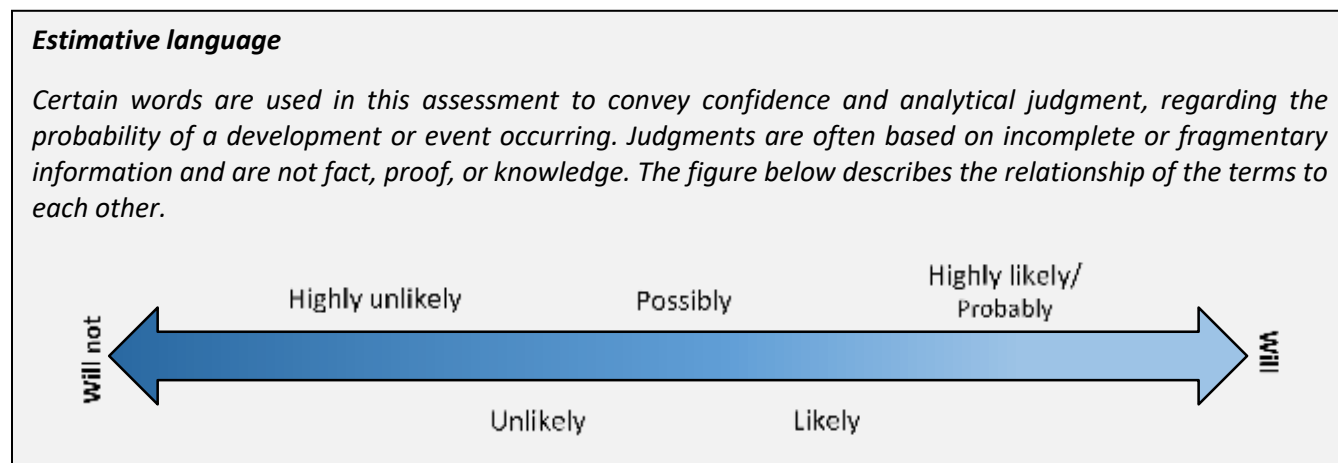 Estimative language
Certain words are used in this assessment to convey confidence and analytical judgment, regarding the
probability of a development or event occurring. Judgments are often based on incomplete or fragmentary
information and are not fact, proof, or knowledge. The figure below describes the relationship of the terms to
each other.
Highly likely/
Highly unlikely
Possibly
Probably
Will not
Will
Unlikely
Likely